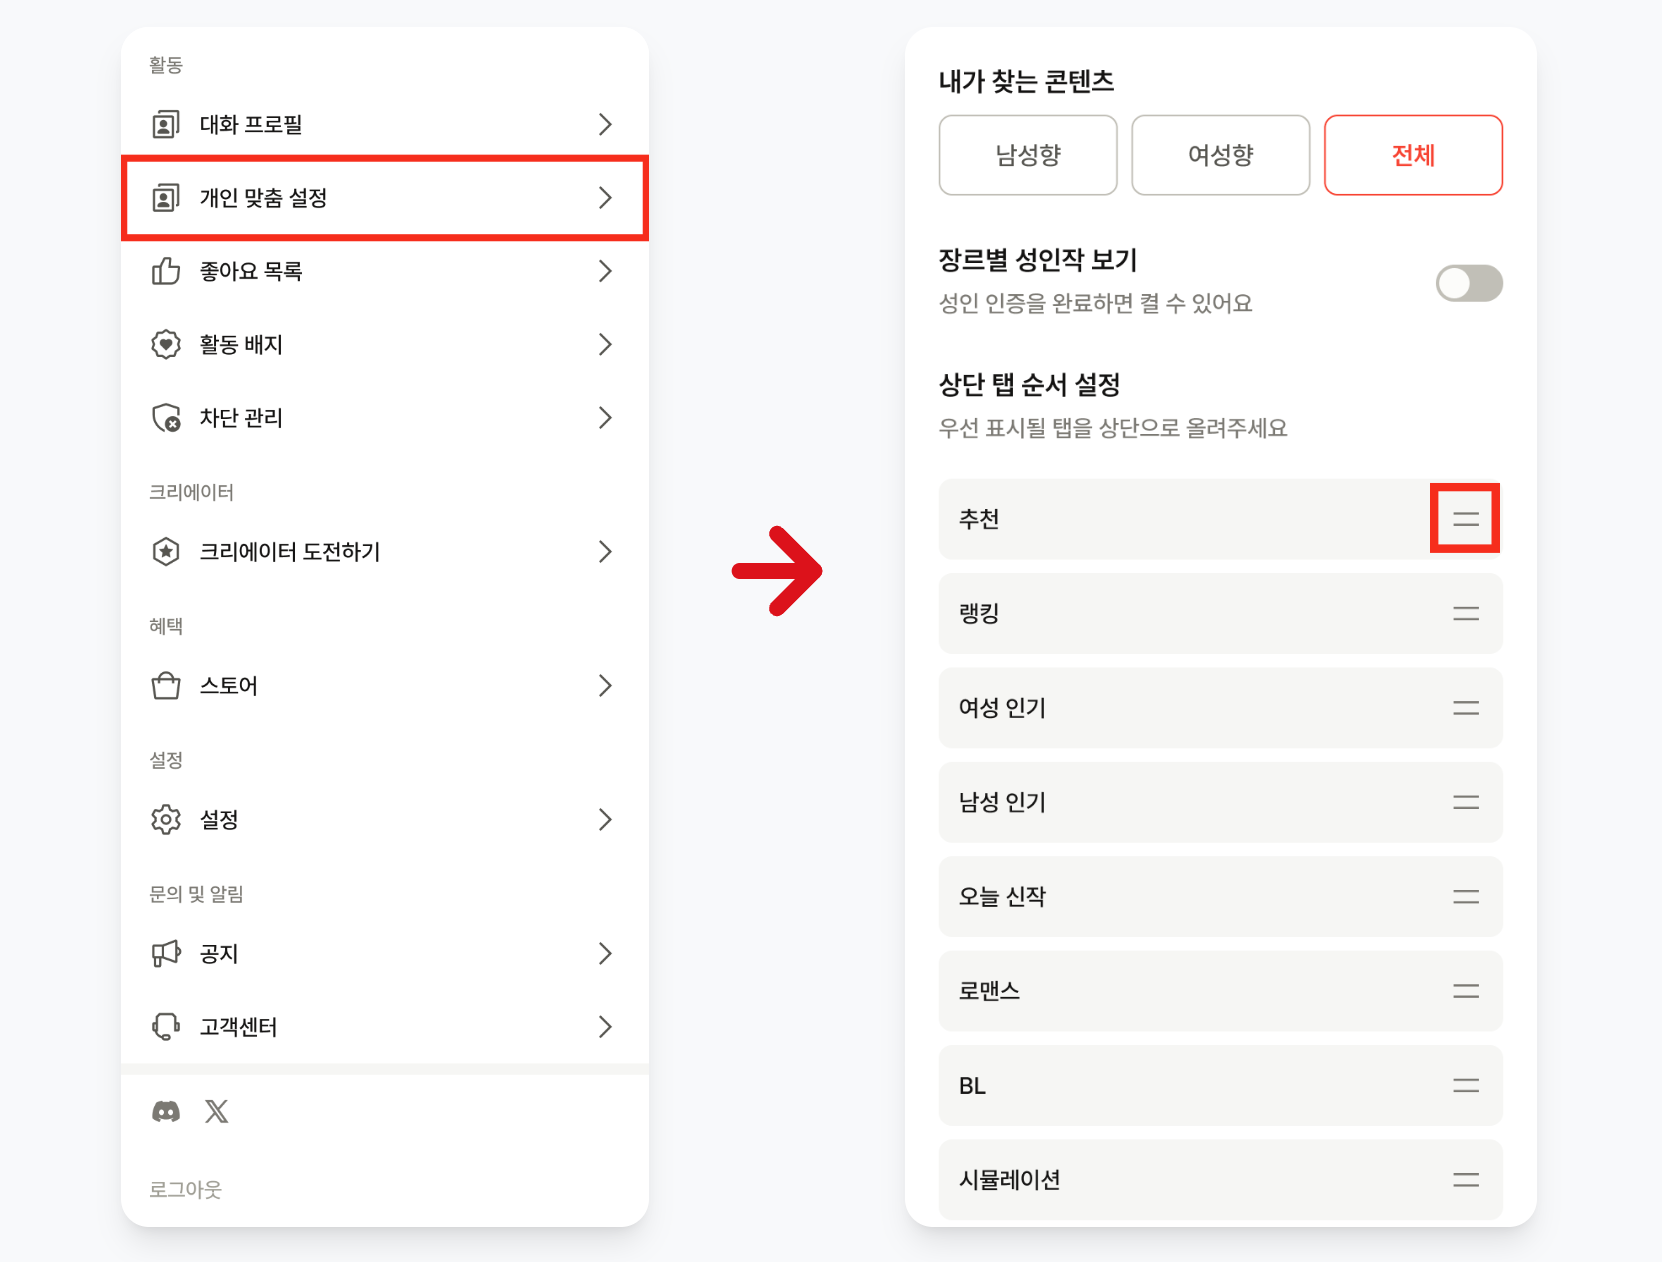 활동
대화 프로필
개인 맞춤 설정
좋아요 목록
활동 배지
차단 관리
크리에이터
크리에이터 도전하기
혜택
스토어
설정
설정
문의 및 알림
공지
고객센터
로그아웃
내가 찾는 콘텐츠
남성향
여성향
전체
장르별 성인작 보기
성인 인증을 완료하면 켤 수 있어요
상단 탭 순서 설정
우선 표시될 탭을 상단으로 올려주세요
추천
랭킹
여성 인기
남성 인기
오늘 신작
로맨스
BL
시뮬레이션